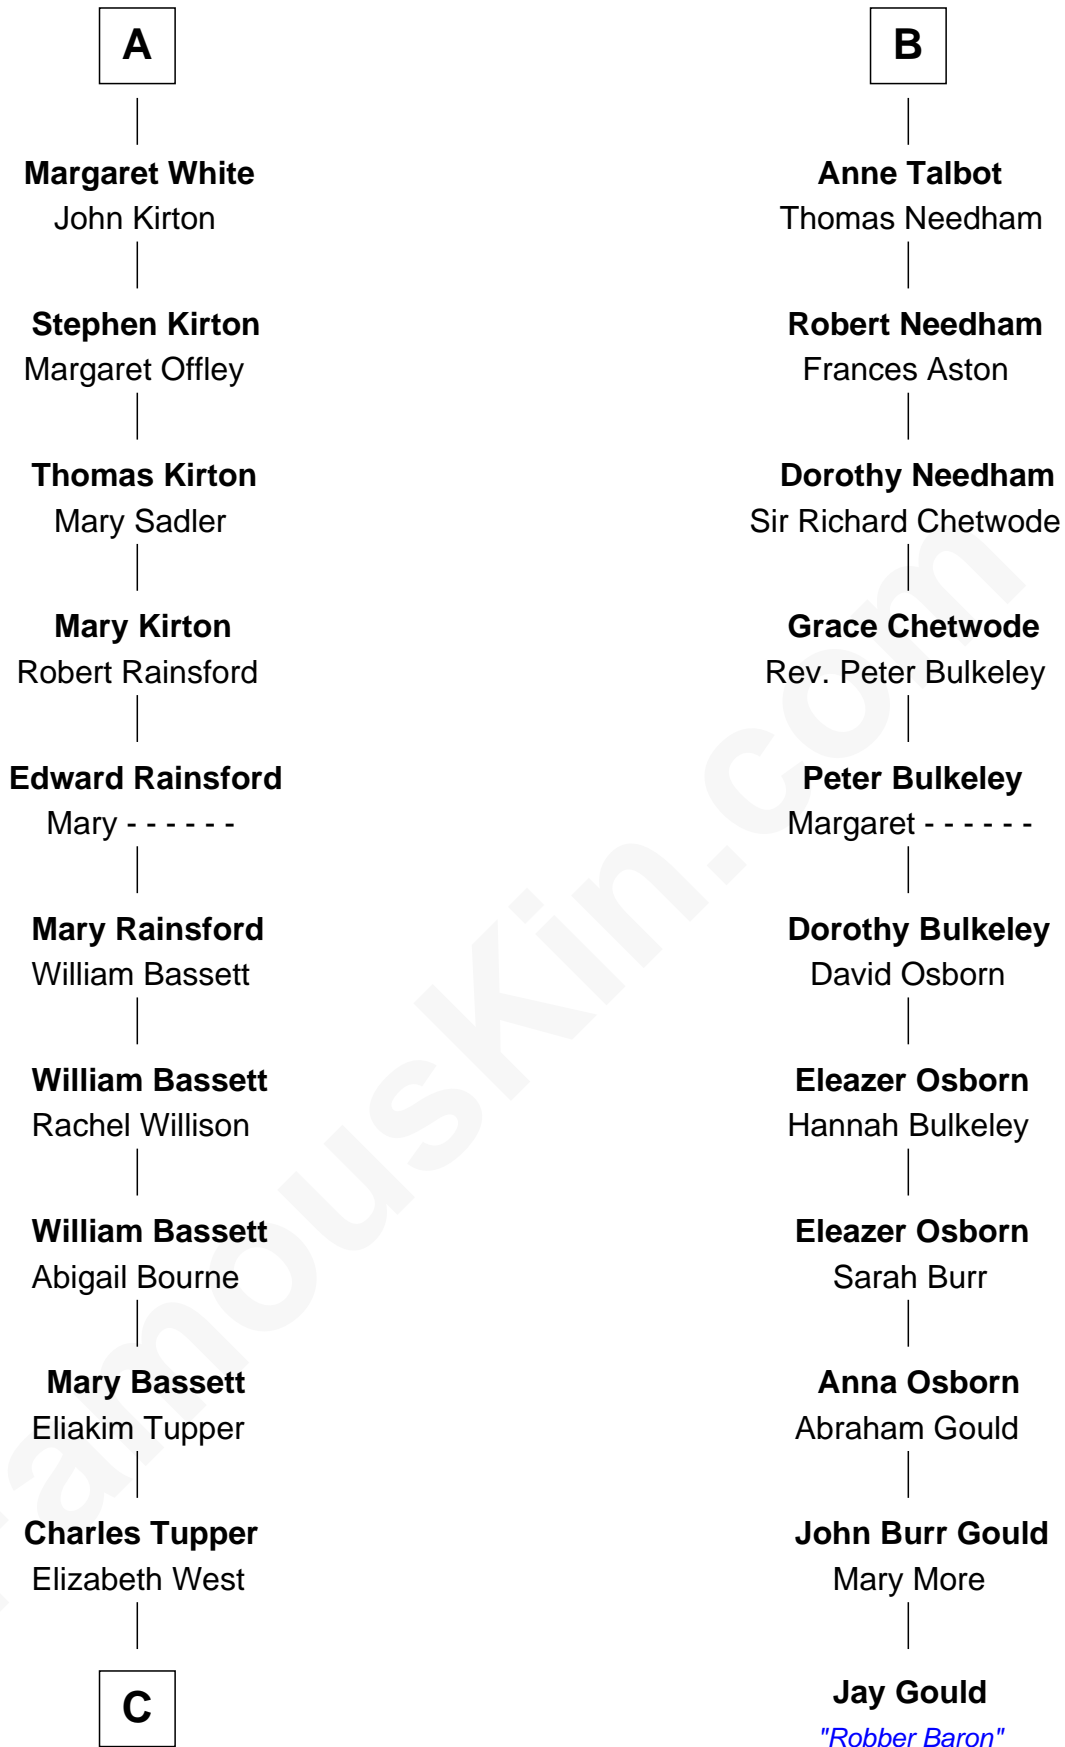 A
Margaret White
John Kirton
Stephen Kirton
Margaret Offley
Thomas Kirton
Mary Sadler
Mary Kirton
Robert Rainsford
Edward Rainsford
Mary - - - - - -
Mary Rainsford
William Bassett
William Bassett
Rachel Willison
William Bassett
Abigail Bourne
Mary Bassett
Eliakim Tupper
Charles Tupper
Elizabeth West
C
B
Anne Talbot
Thomas Needham
Robert Needham
Frances Aston
Dorothy Needham
Sir Richard Chetwode
Grace Chetwode
Rev. Peter Bulkeley
Peter Bulkeley
Margaret - - - - - -
Dorothy Bulkeley
David Osborn
Eleazer Osborn
Hannah Bulkeley
Eleazer Osborn
Sarah Burr
Anna Osborn
Abraham Gould
John Burr Gould
Mary More
Jay Gould
"Robber Baron"
FamousKin.com